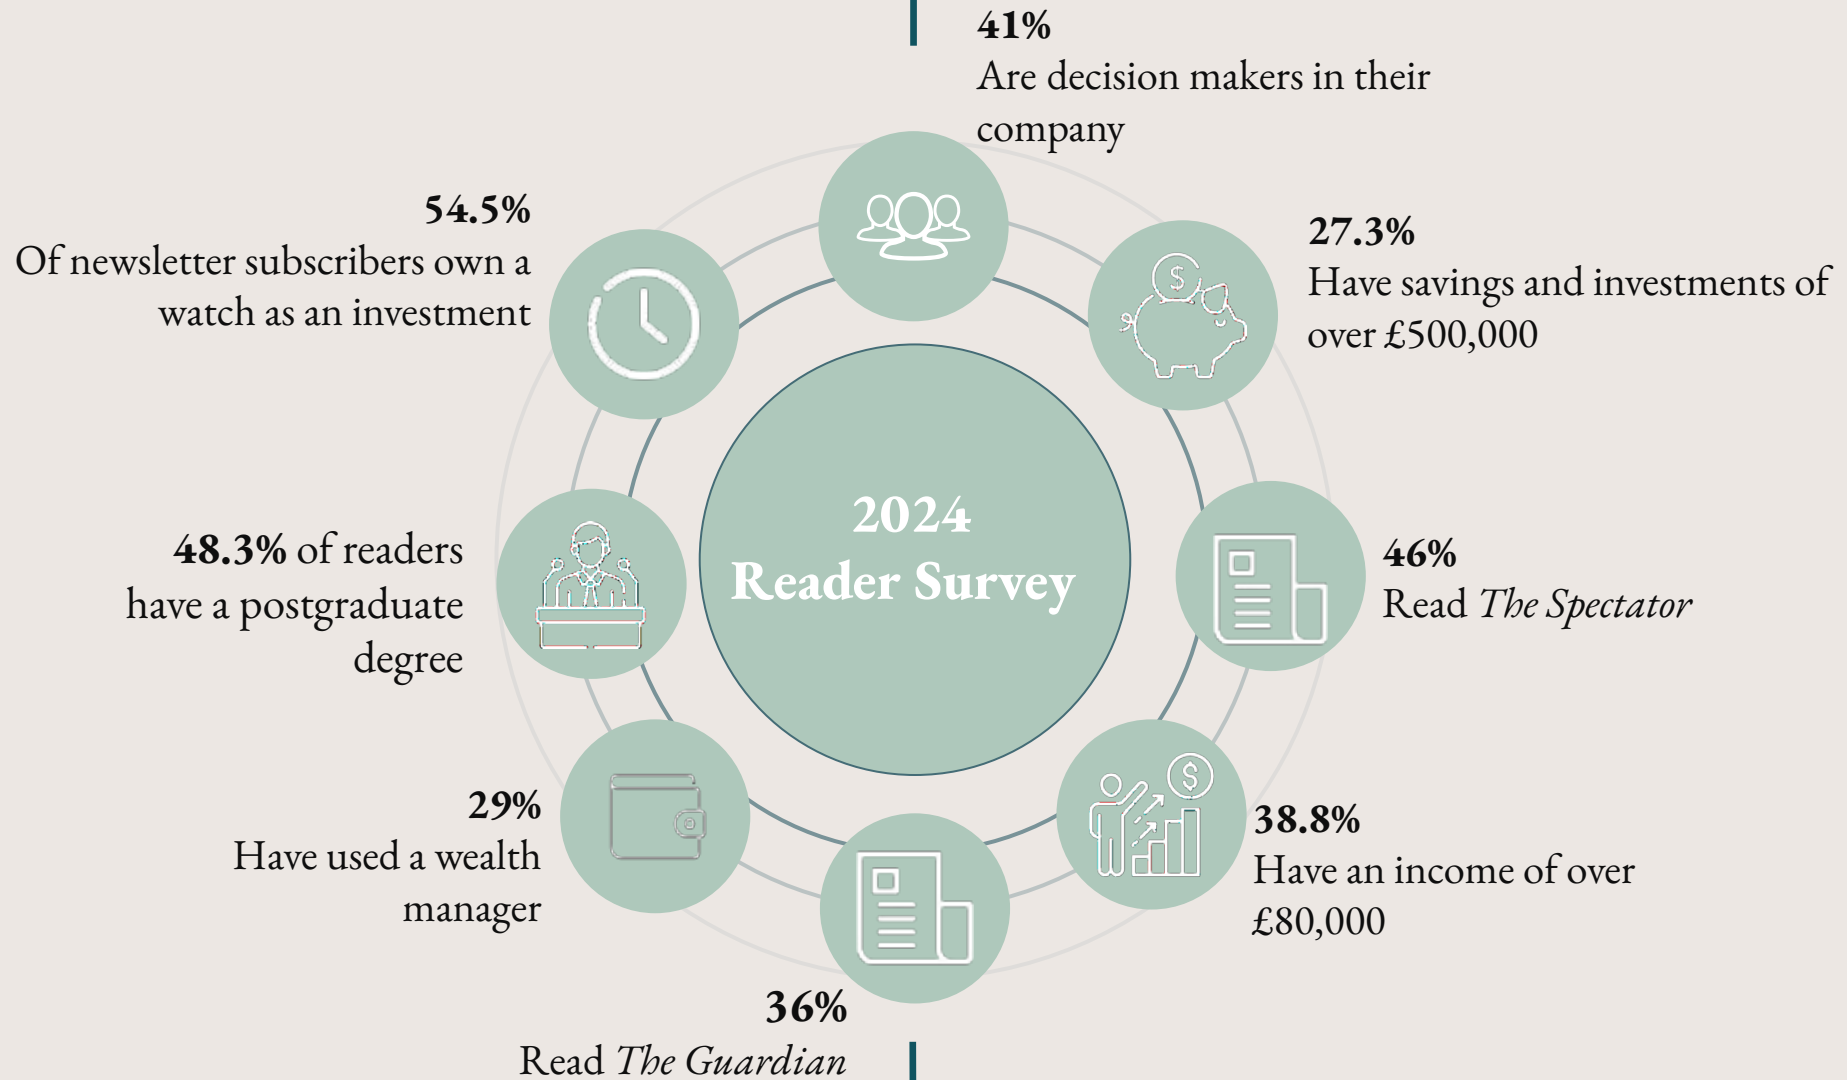 41%
Are decision makers in their
company
54.5%
Of newsletter subscribers own a
watch as an investment
27.3%
Have savings and investments of
over £500,000
2024
Reader Survey
48.3% of readers
have a postgraduate
degree
46%
Read The Spectator
29%
Have used a wealth
manager
38.8%
Have an income of over
£80,000
36%
Read The Guardian